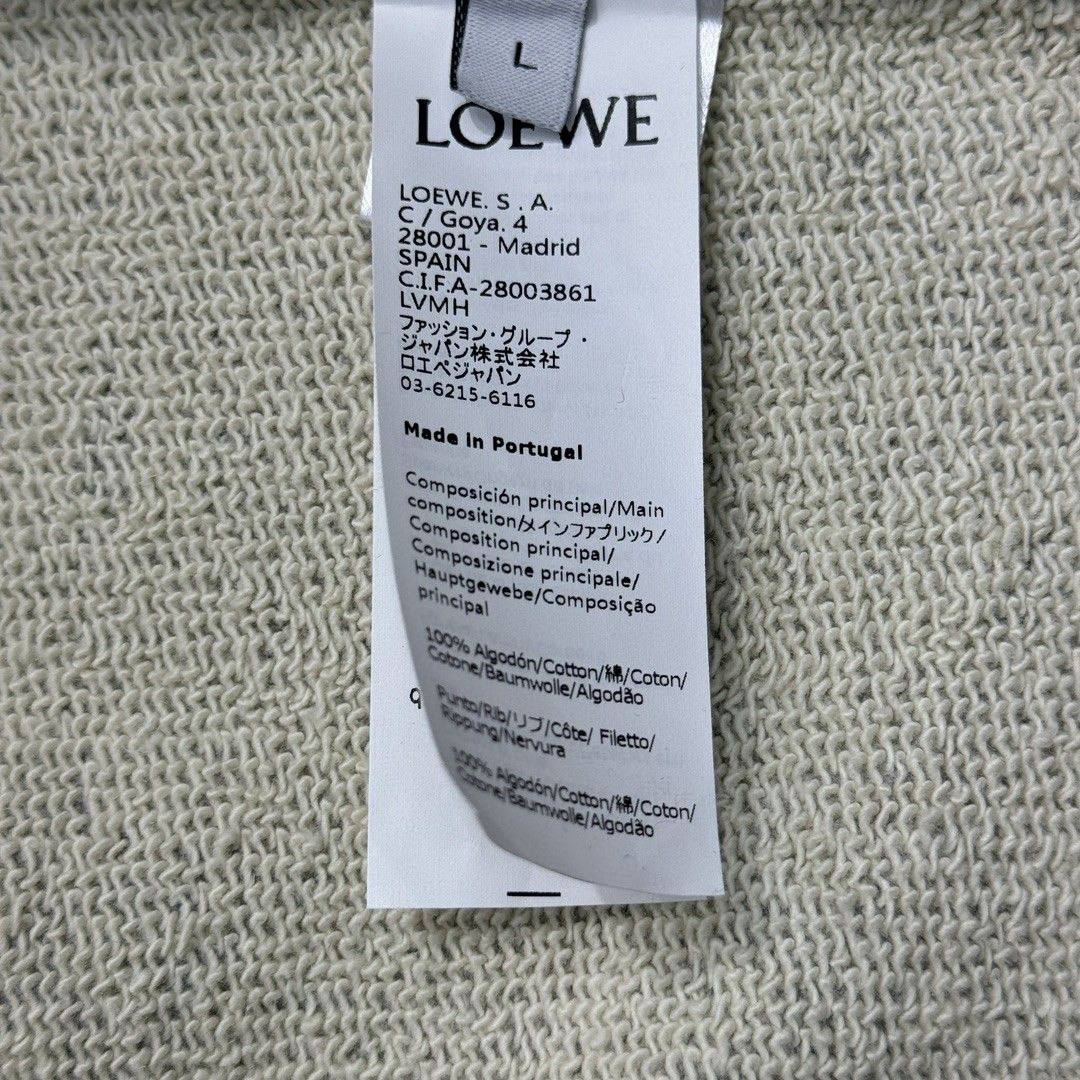 L
LOEWE
LOEWE. S . A.
C / Goya. 4
28001 - Madrid
SPAIN
C.I.F.A-28003861
LVMH
ファッション・グループ・
ジャパン株式会社
ロエベジャパン
03-6215-6116
Made in Portugal
Composición principal/Main
composition/メインファブリック/
Composition principal/
Composizione principale/
Hauptgewebe/Composição
principal
100% Algodón/Cotton/綿/Coton/
Cotone/Baumwolle/Algodão
Punto/Rib/リブ/Côte/ Filetto/
Rippung/Nervura
100% Algodón/Cotton/綿/Coton/
Cotone/Baumwolle/Algodão